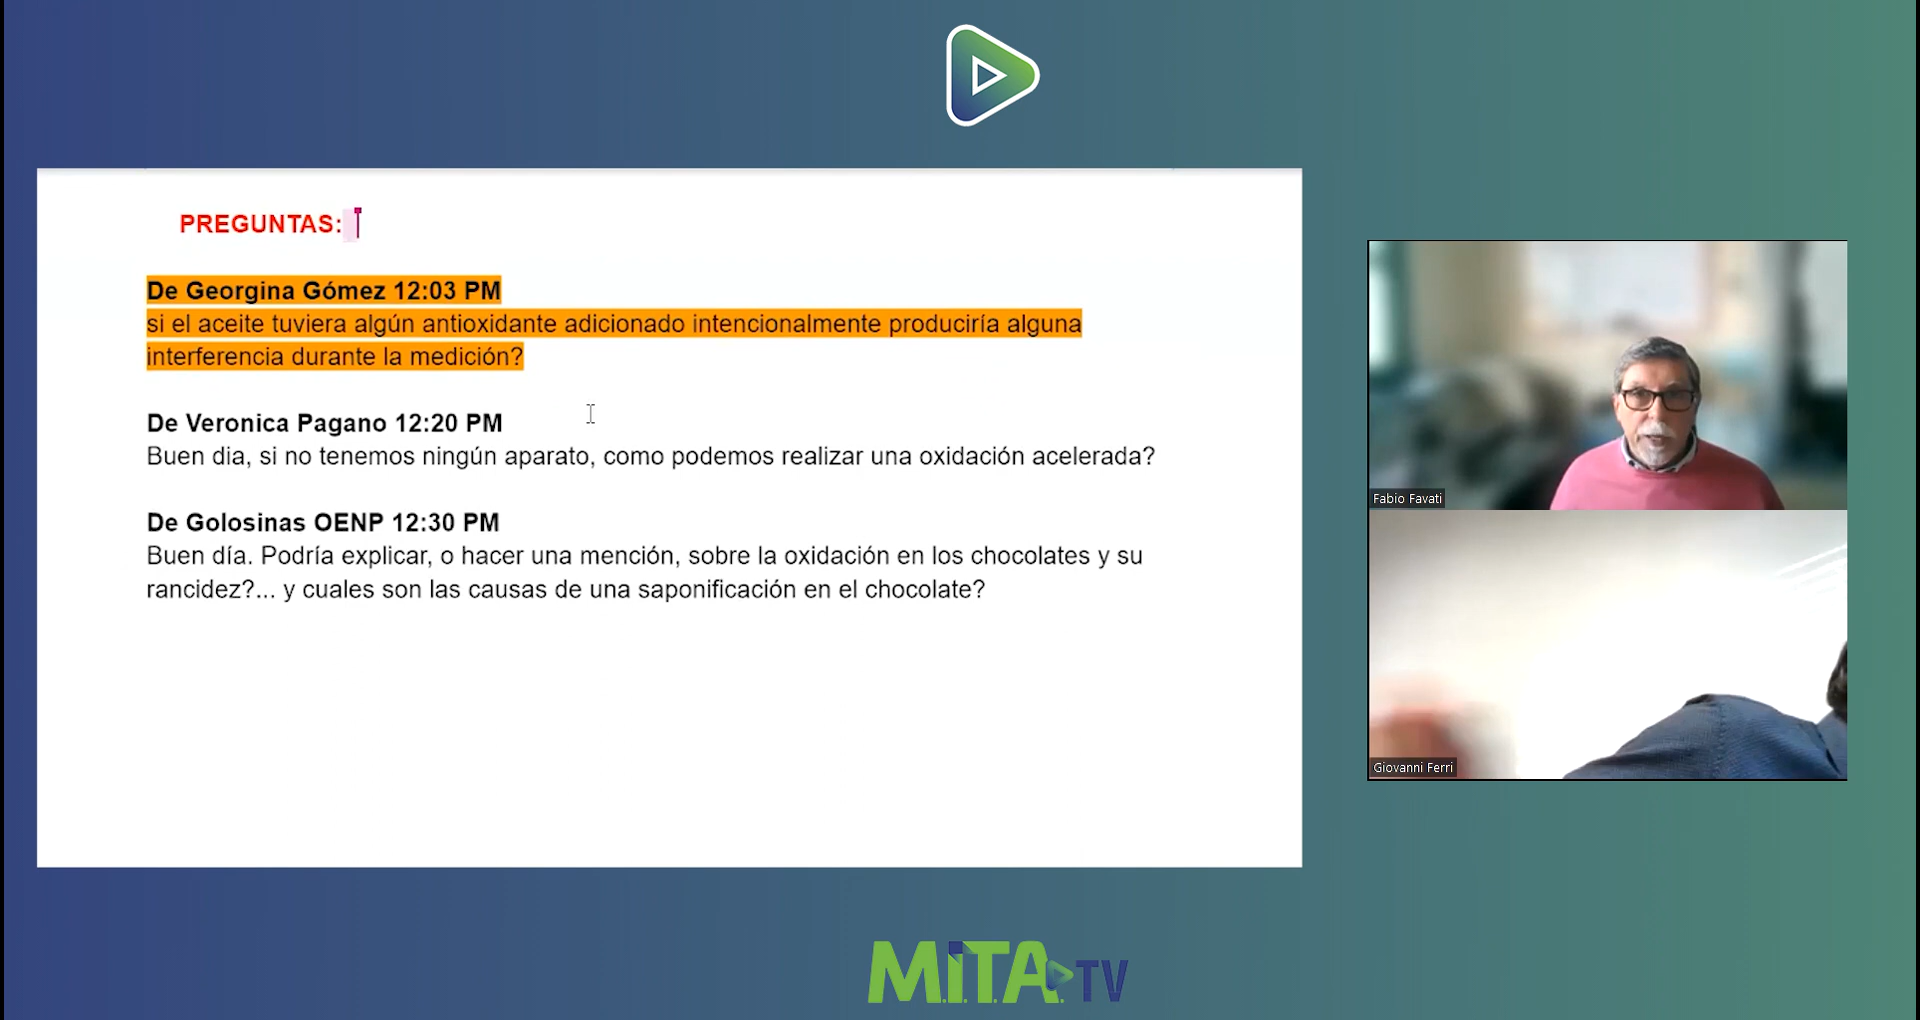 PREGUNTAS:
De Georgina Gómez 12:03 PM
si el aceite tuviera algún antioxidante adicionado intencionalmente produciría alguna
interferencia durante la medición?
De Veronica Pagano 12:20 PM
Buen dia, si no tenemos ningún aparato, como podemos realizar una oxidación acelerada?
De Golosinas OENP 12:30 PM
Buen día. Podría explicar, o hacer una mención, sobre la oxidación en los chocolates y su
rancidez?... y cuales son las causas de una saponificación en el chocolate?
Fabio Favati
Giovanni Ferri
M.I.T.A. TV